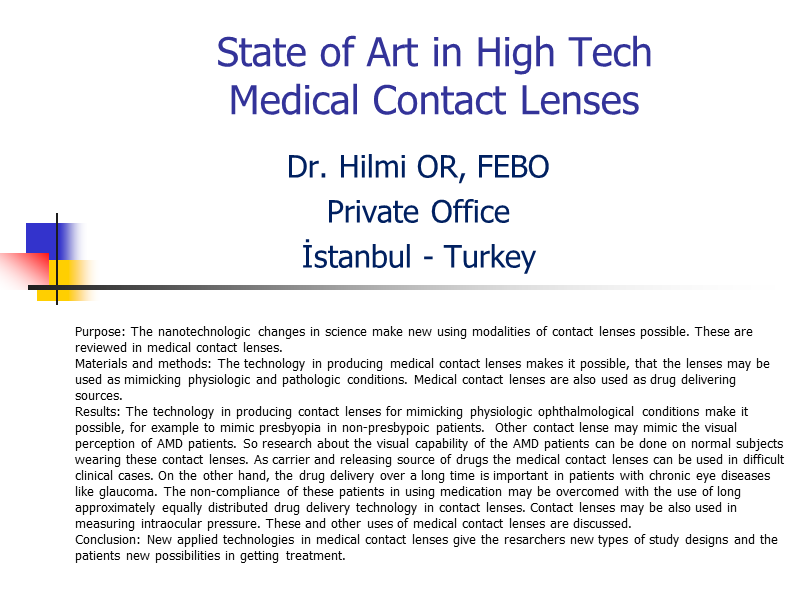 State of Art in High Tech
Medical Contact Lenses
Dr. Hilmi OR, FEBO
Private Office
İstanbul - Turkey
Purpose: The nanotechnologic changes in science make new using modalities of contact lenses possible. These are
reviewed in medical contact lenses.
Materials and methods: The technology in producing medical contact lenses makes it possible, that the lenses may be
used as mimicking physiologic and pathologic conditions. Medical contact lenses are also used as drug delivering
sources.
Results: The technology in producing contact lenses for mimicking physiologic ophthalmological conditions make it
possible, for example to mimic presbyopia in non-presbypoic patients. Other contact lense may mimic the visual
perception of AMD patients. So research about the visual capability of the AMD patients can be done on normal subjects
wearing these contact lenses. As carrier and releasing source of drugs the medical contact lenses can be used in difficult
clinical cases. On the other hand, the drug delivery over a long time is important in patients with chronic eye diseases
like glaucoma. The non-compliance of these patients in using medication may be overcomed with the use of long
approximately equally distributed drug delivery technology in contact lenses. Contact lenses may be also used in
measuring intraocular pressure. These and other uses of medical contact lenses are discussed.
Conclusion: New applied technologies in medical contact lenses give the resarchers new types of study designs and the
patients new possibilities in getting treatment.